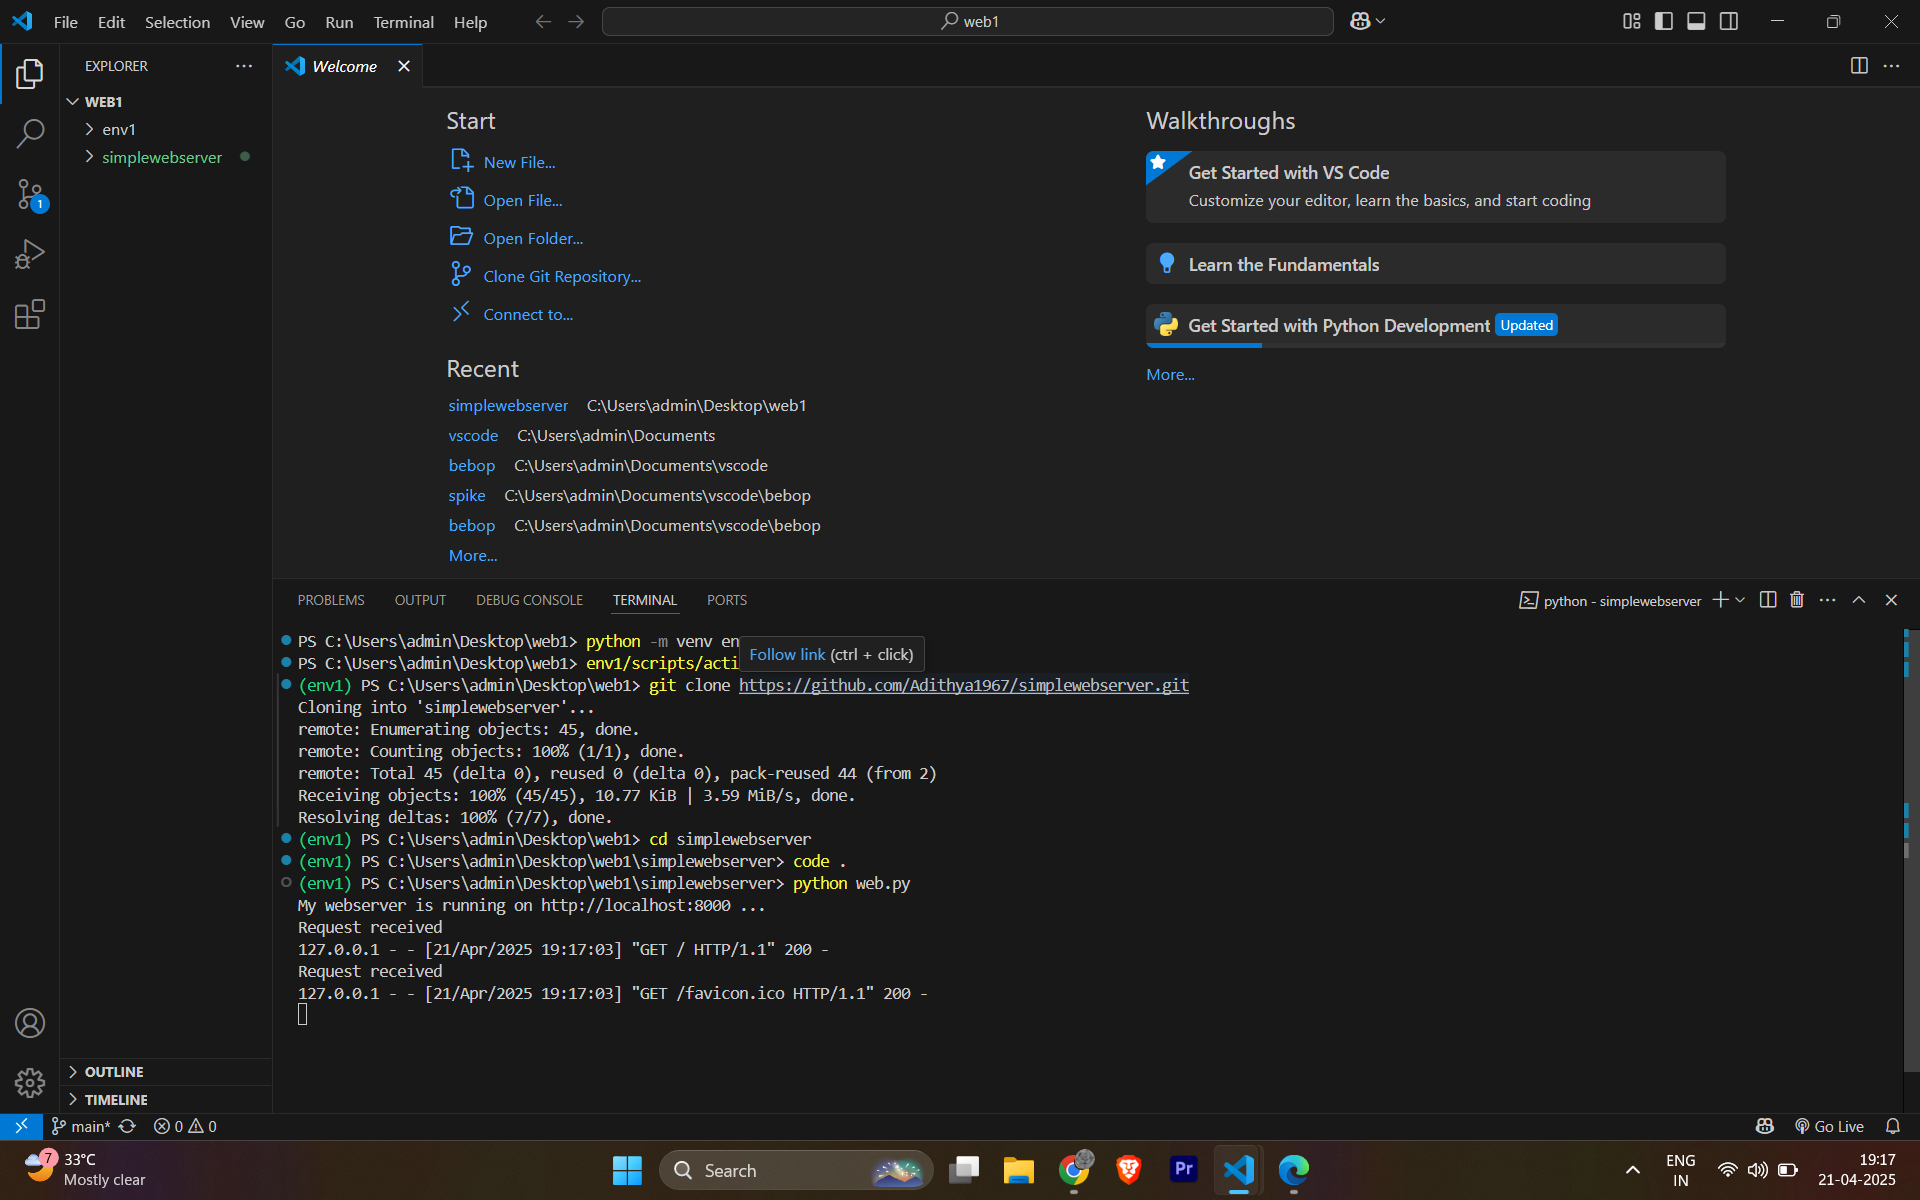 File Edit Selection View Go Run Terminal Help
web1
EXPLORER
WEB1
env1
simplewebserver
1
Welcome
Start
New File...
Open File...
Open Folder...
Clone Git Repository...
Connect to...
Recent
simplewebserver C:\Users\admin\Desktop\web1
vscode C:\Users\admin\Documents
bebop C:\Users\admin\Documents\vscode
spike C:\Users\admin\Documents\vscode\bebop
bebop C:\Users\admin\Documents\vscode\bebop
More...
Walkthroughs
Get Started with VS Code
Customize your editor, learn the basics, and start coding
Learn the Fundamentals
Get Started with Python Development Updated
More...
PROBLEMS OUTPUT DEBUG CONSOLE TERMINAL PORTS
python - simplewebserver
PS C:\Users\admin\Desktop\web1> python -m venv en
Follow link (ctrl + click)
PS C:\Users\admin\Desktop\web1> env1/scripts/acti
(env1) PS C:\Users\admin\Desktop\web1> git clone https://github.com/Adithya1967/simplewebserver.git
Cloning into 'simplewebserver'...
remote: Enumerating objects: 45, done.
remote: Counting objects: 100% (1/1), done.
remote: Total 45 (delta 0), reused 0 (delta 0), pack-reused 44 (from 2)
Receiving objects: 100% (45/45), 10.77 KiB | 3.59 MiB/s, done.
Resolving deltas: 100% (7/7), done.
(env1) PS C:\Users\admin\Desktop\web1> cd simplewebserver
(env1) PS C:\Users\admin\Desktop\web1\simplewebserver> code .
(env1) PS C:\Users\admin\Desktop\web1\simplewebserver> python web.py
My webserver is running on http://localhost:8000 ...
Request received
127.0.0.1 - - [21/Apr/2025 19:17:03] "GET / HTTP/1.1" 200 -
Request received
127.0.0.1 - - [21/Apr/2025 19:17:03] "GET /favicon.ico HTTP/1.1" 200 -
OUTLINE
TIMELINE
main* 0 0
Go Live
7
33°C
Mostly clear
Search
Pr
ENG
IN
19:17
21-04-2025